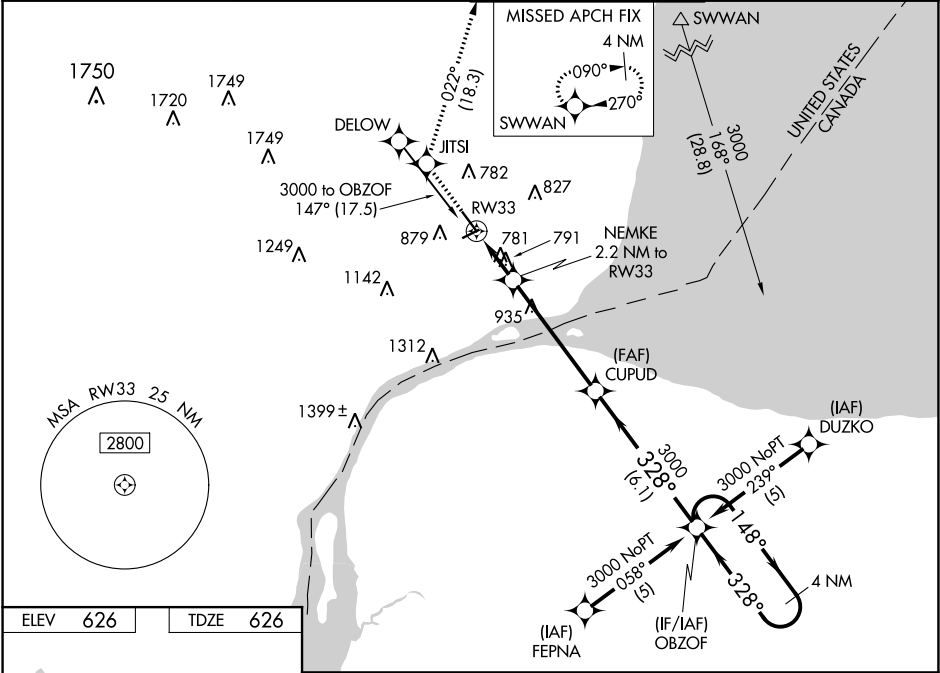 MISSED APCH FIX
4 NM
090°
270°
SWWAN
SWWAN
3000
168°
(28.8)
UNITED STATES
CANADA
022°
(18.3)
1750
1720
1749
1749
DELOW
JITSI
782
827
3000 to OBZOF
147° (17.5)
RW33
879
781
791
NEMKE
2.2 NM to
RW33
1249
1142
935
1312
(FAF)
CUPUD
1399 ±
MSA RW33 25 NM
2800
(IAF)
DUZKO
3000
328°
(6.1)
3000 NoPT
239°
(5)
148°
3000 NoPT
058°
(5)
328°
4 NM
(IAF)
FEPNA
(IF/IAF)
OBZOF
ELEV 626
TDZE 626